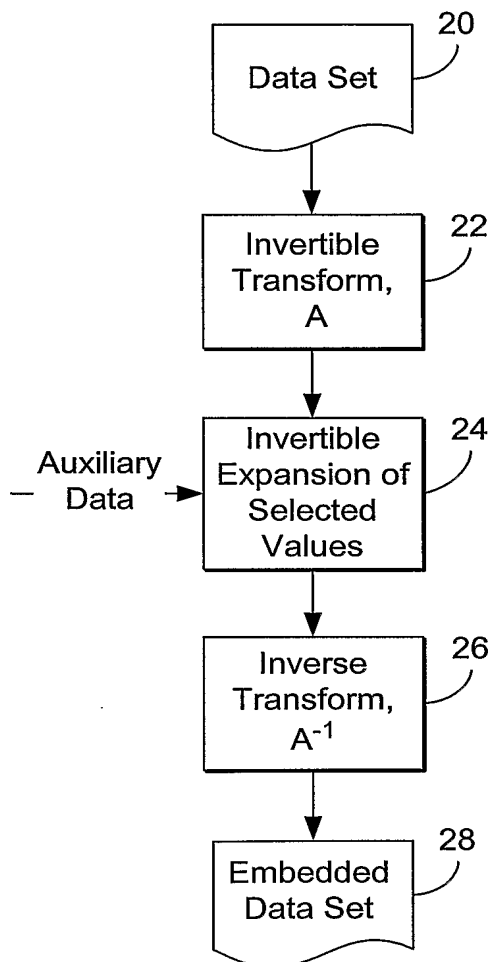 20
Data Set
22
Invertible
Transform,
A
24
Invertible
Expansion of
Selected
Values
Auxiliary
Data
26
Inverse
Transform,
A⁻¹
28
Embedded
Data Set